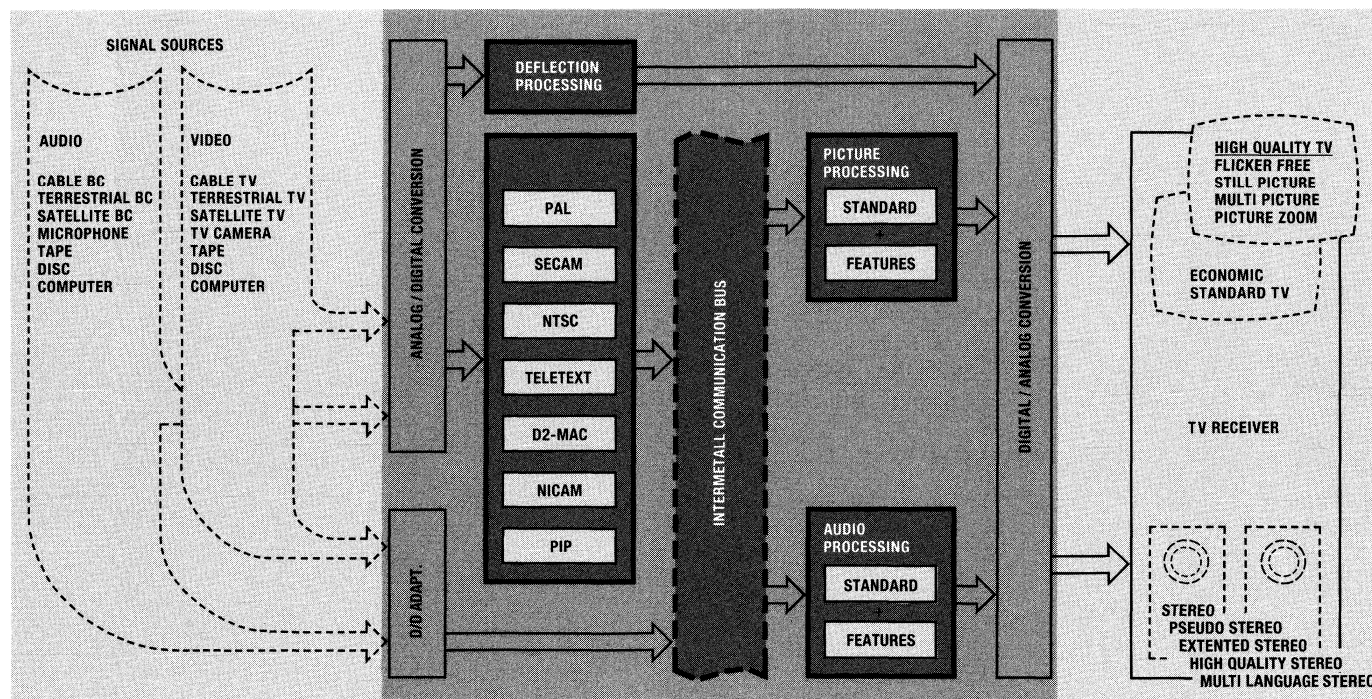 SIGNAL SOURCES
AUDIO
CABLE BC
TERRESTRIAL BC
SATELLITE BC
MICROPHONE
TAPE
DISC
COMPUTER
VIDEO
CABLE TV
TERRESTRIAL TV
SATELLITE TV
TV CAMERA
TAPE
DISC
COMPUTER
ANALOG / DIGITAL CONVERSION
D/D ADAPT.
DEFLECTION
PROCESSING
PAL
SECAM
NTSC
TELETEXT
D2-MAC
NICAM
PIP
INTERMETALL COMMUNICATION BUS
PICTURE
PROCESSING
STANDARD
+
FEATURES
AUDIO
PROCESSING
STANDARD
+
FEATURES
DIGITAL / ANALOG CONVERSION
HIGH QUALITY TV
FLICKER FREE
STILL PICTURE
MULTI PICTURE
PICTURE ZOOM
ECONOMIC
STANDARD TV
TV RECEIVER
STEREO
PSEUDO STEREO
EXTENTED STEREO
HIGH QUALITY STEREO
MULTI LANGUAGE STEREO